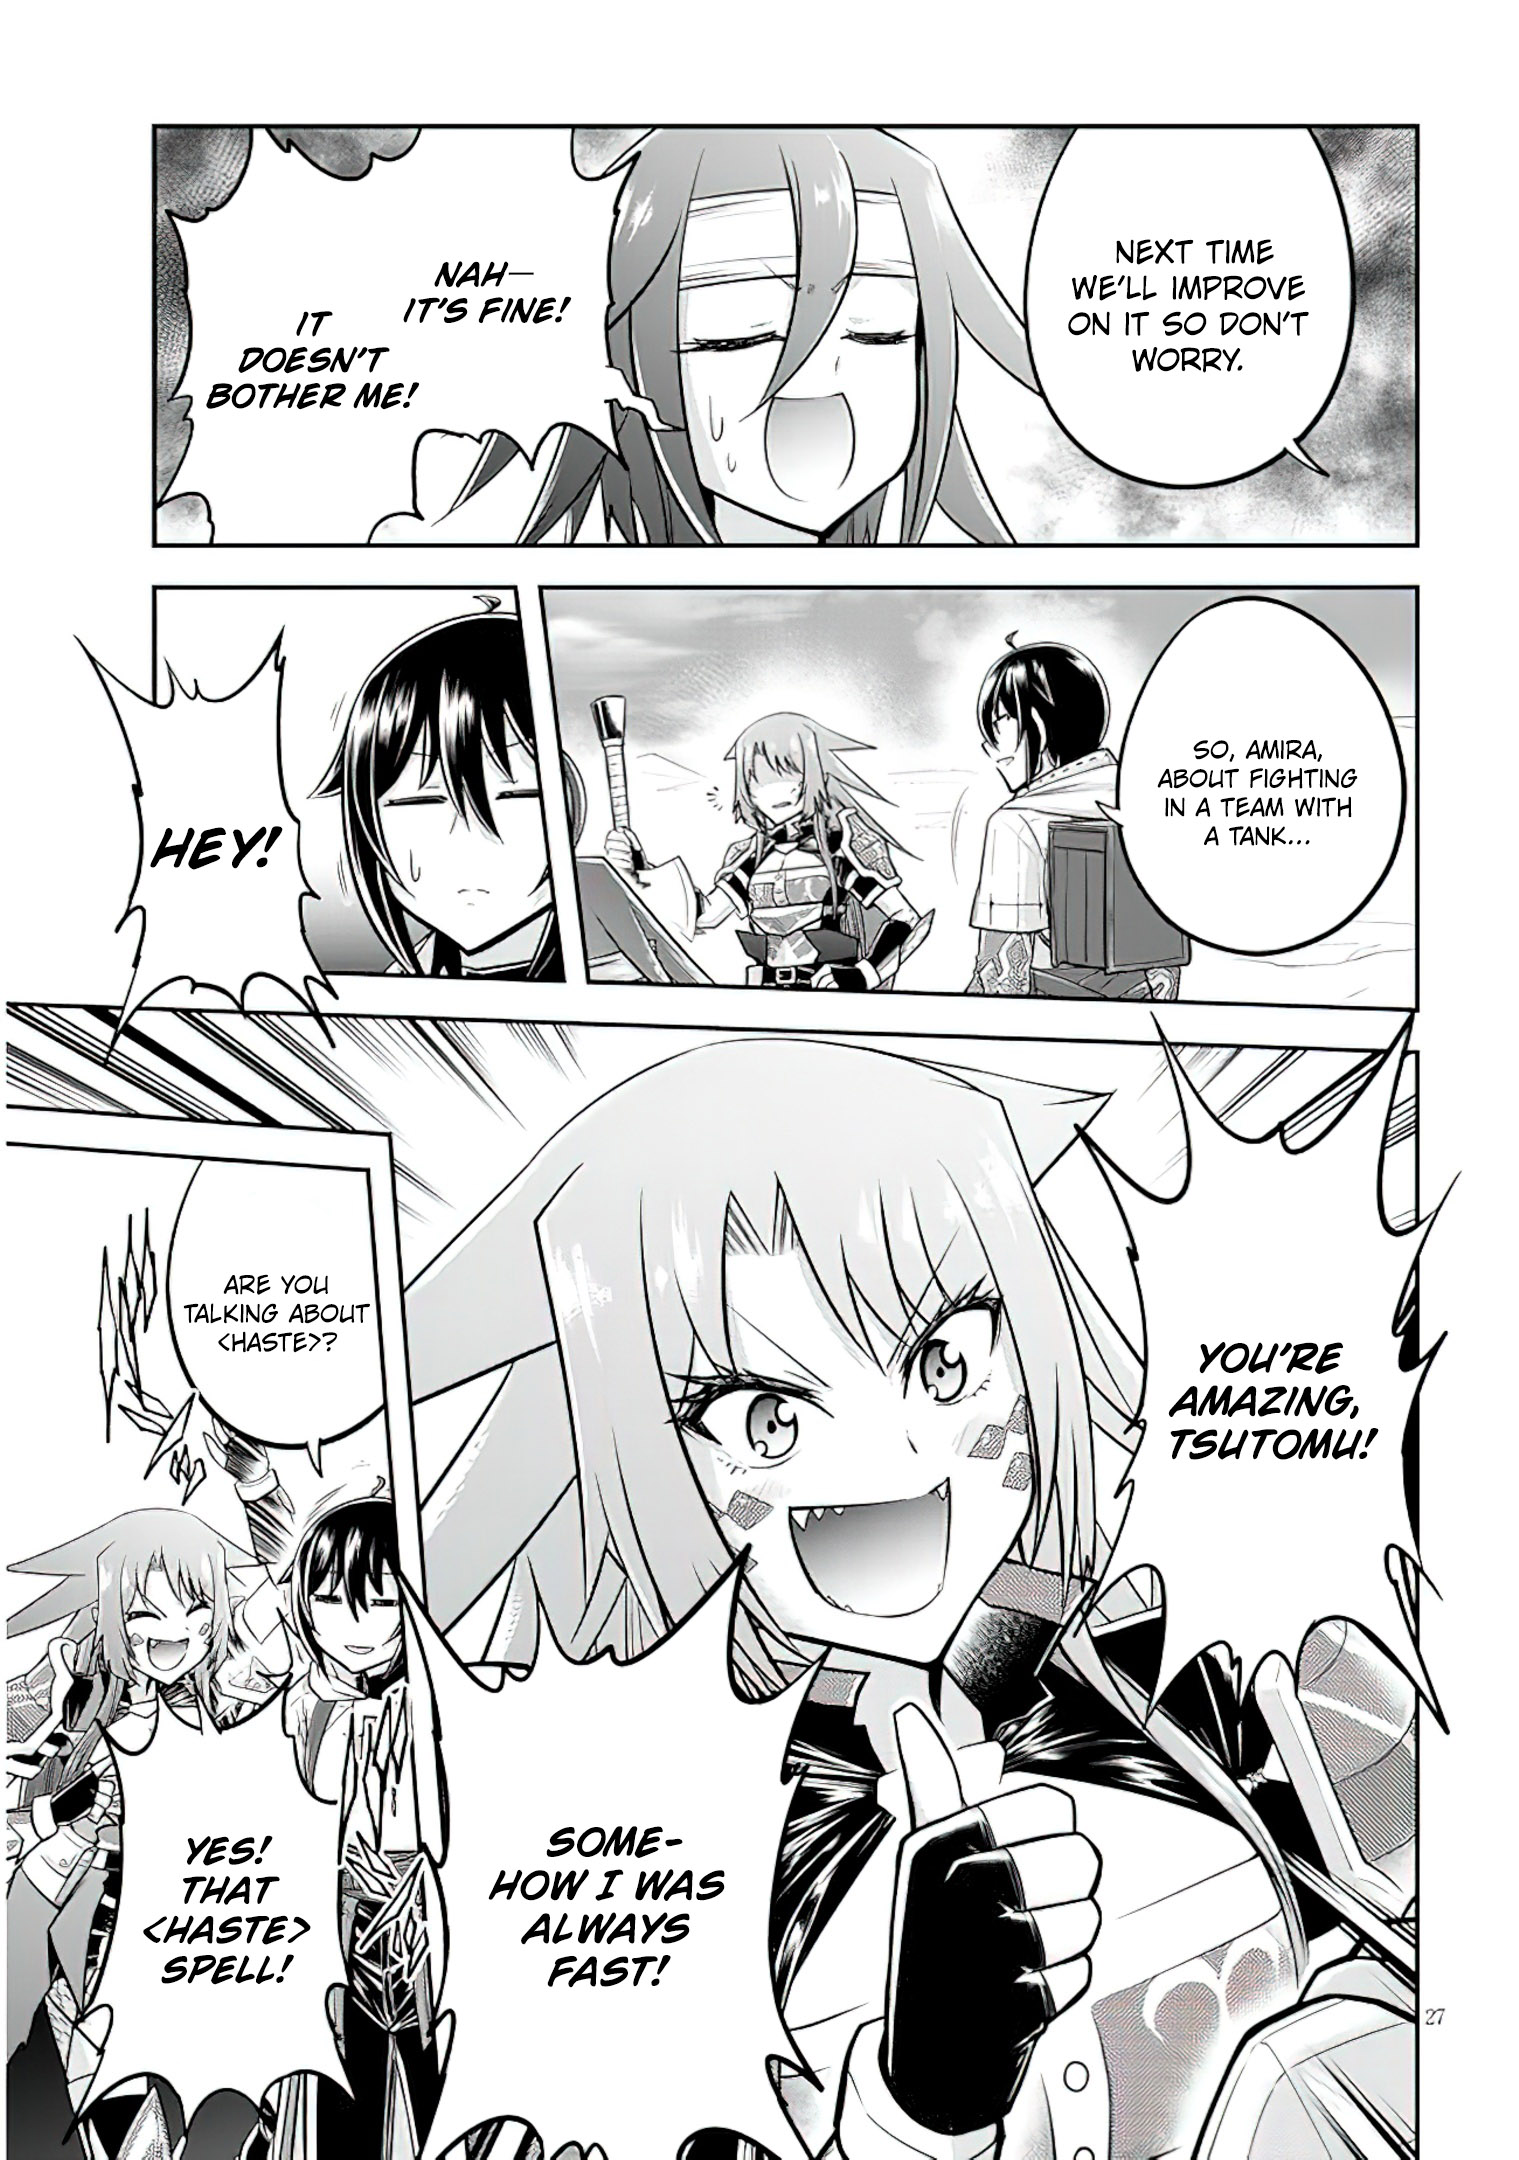 NEXT TIME
WE'LL IMPROVE
ON IT SO DON'T
WORRY.
NAH—
IT'S FINE!
IT
DOESN'T
BOTHER ME!
SO, AMIRA,
ABOUT FIGHTING
IN A TEAM WITH
A TANK...
HEY!
YOU'RE
AMAZING,
TSUTOMU!
SOME-
HOW I WAS
ALWAYS
FAST!
ARE YOU
TALKING ABOUT
<HASTE>?
YES!
THAT
<HASTE>
SPELL!
27